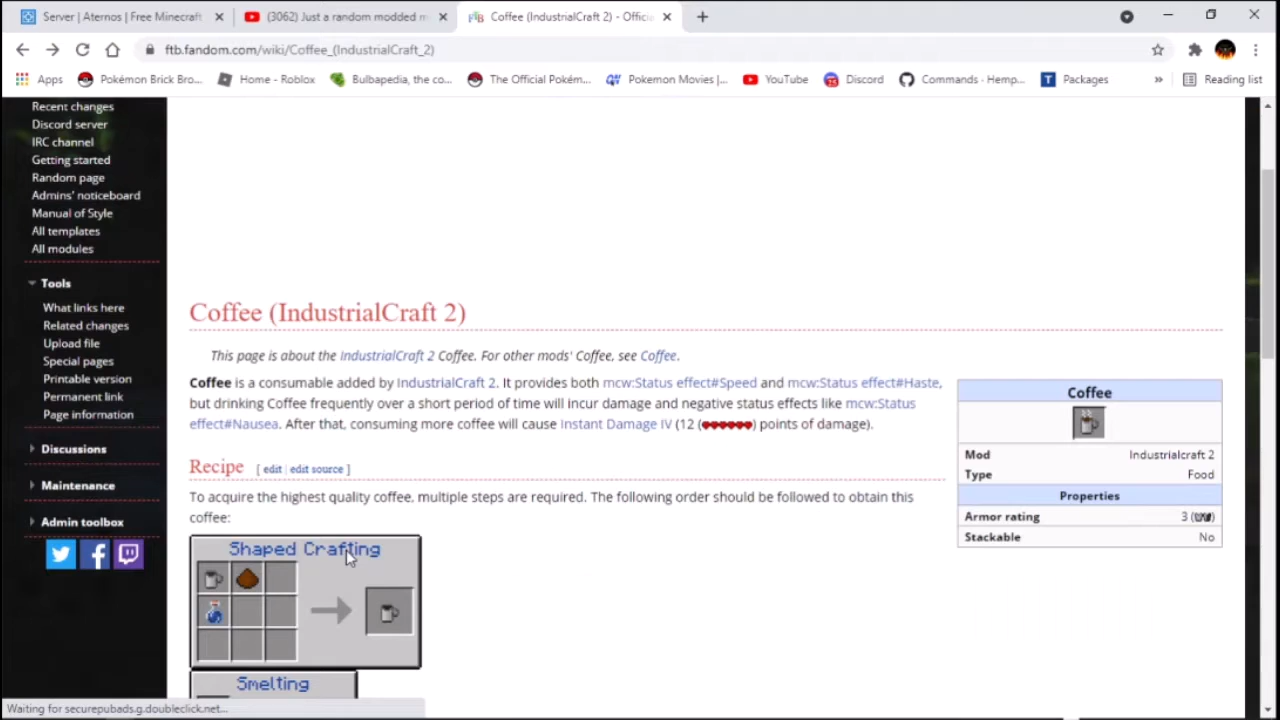 Server | Aternos | Free Minecraft
(3062) Just a random modded m
Coffee (IndustrialCraft 2) - Officia
ftb.fandom.com/wiki/Coffee_(IndustrialCraft_2)
Apps
Pokémon Brick Bro...
Home - Roblox
Bulbapedia, the co...
The Official Pokém...
Pokemon Movies |...
YouTube
Discord
Commands - Hemp...
Packages
»
Reading list
Recent changes
Discord server
IRC channel
Getting started
Random page
Admins' noticeboard
Manual of Style
All templates
All modules
Tools
What links here
Related changes
Upload file
Special pages
Printable version
Permanent link
Page information
Discussions
Maintenance
Admin toolbox
Coffee (IndustrialCraft 2)
This page is about the IndustrialCraft 2 Coffee. For other mods' Coffee, see Coffee.
Coffee is a consumable added by IndustrialCraft 2. It provides both mcw:Status effect#Speed and mcw:Status effect#Haste,
but drinking Coffee frequently over a short period of time will incur damage and negative status effects like mcw:Status
effect#Nausea. After that, consuming more coffee will cause Instant Damage IV (12 ( ) points of damage).
Coffee
Mod Industrialcraft 2
Type Food
Properties
Armor rating 3 ( )
Stackable No
Recipe [ edit | edit source ]
To acquire the highest quality coffee, multiple steps are required. The following order should be followed to obtain this
coffee:
Shaped Crafting
Smelting
Waiting for securepubads.g.doubleclick.net...